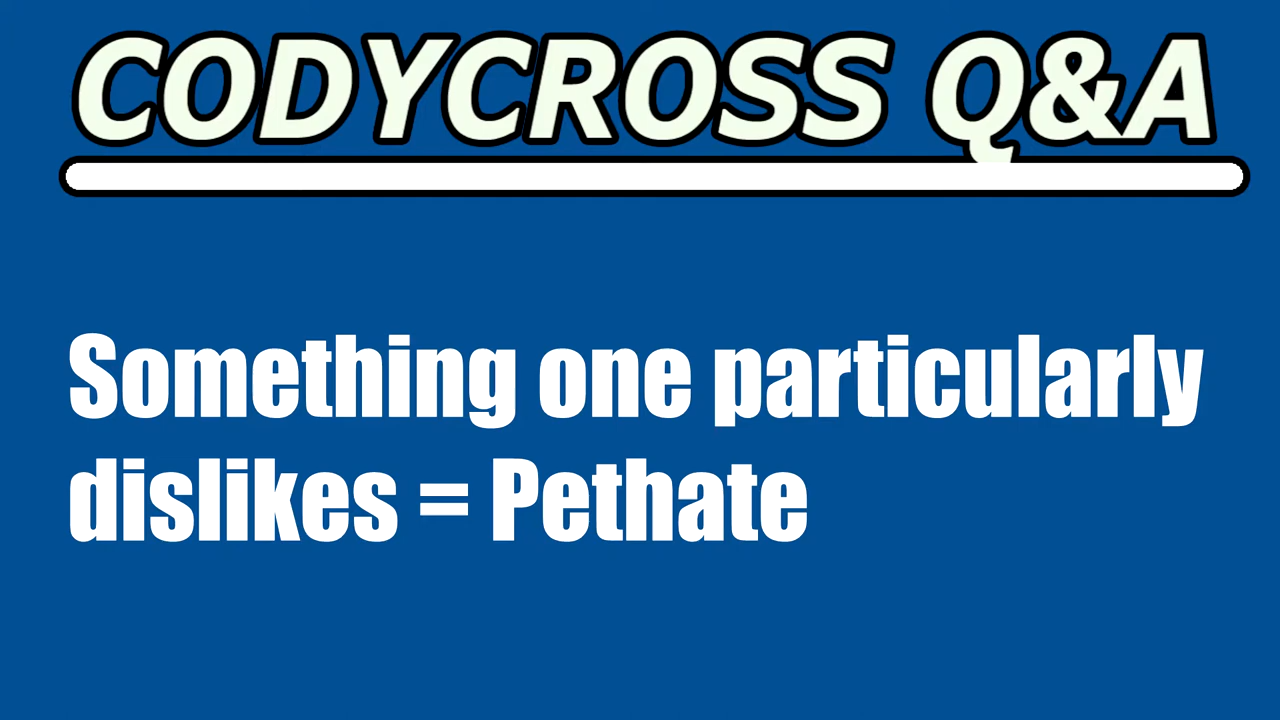 CODYCROSS Q&A
Something one particularly
dislikes = Pethate